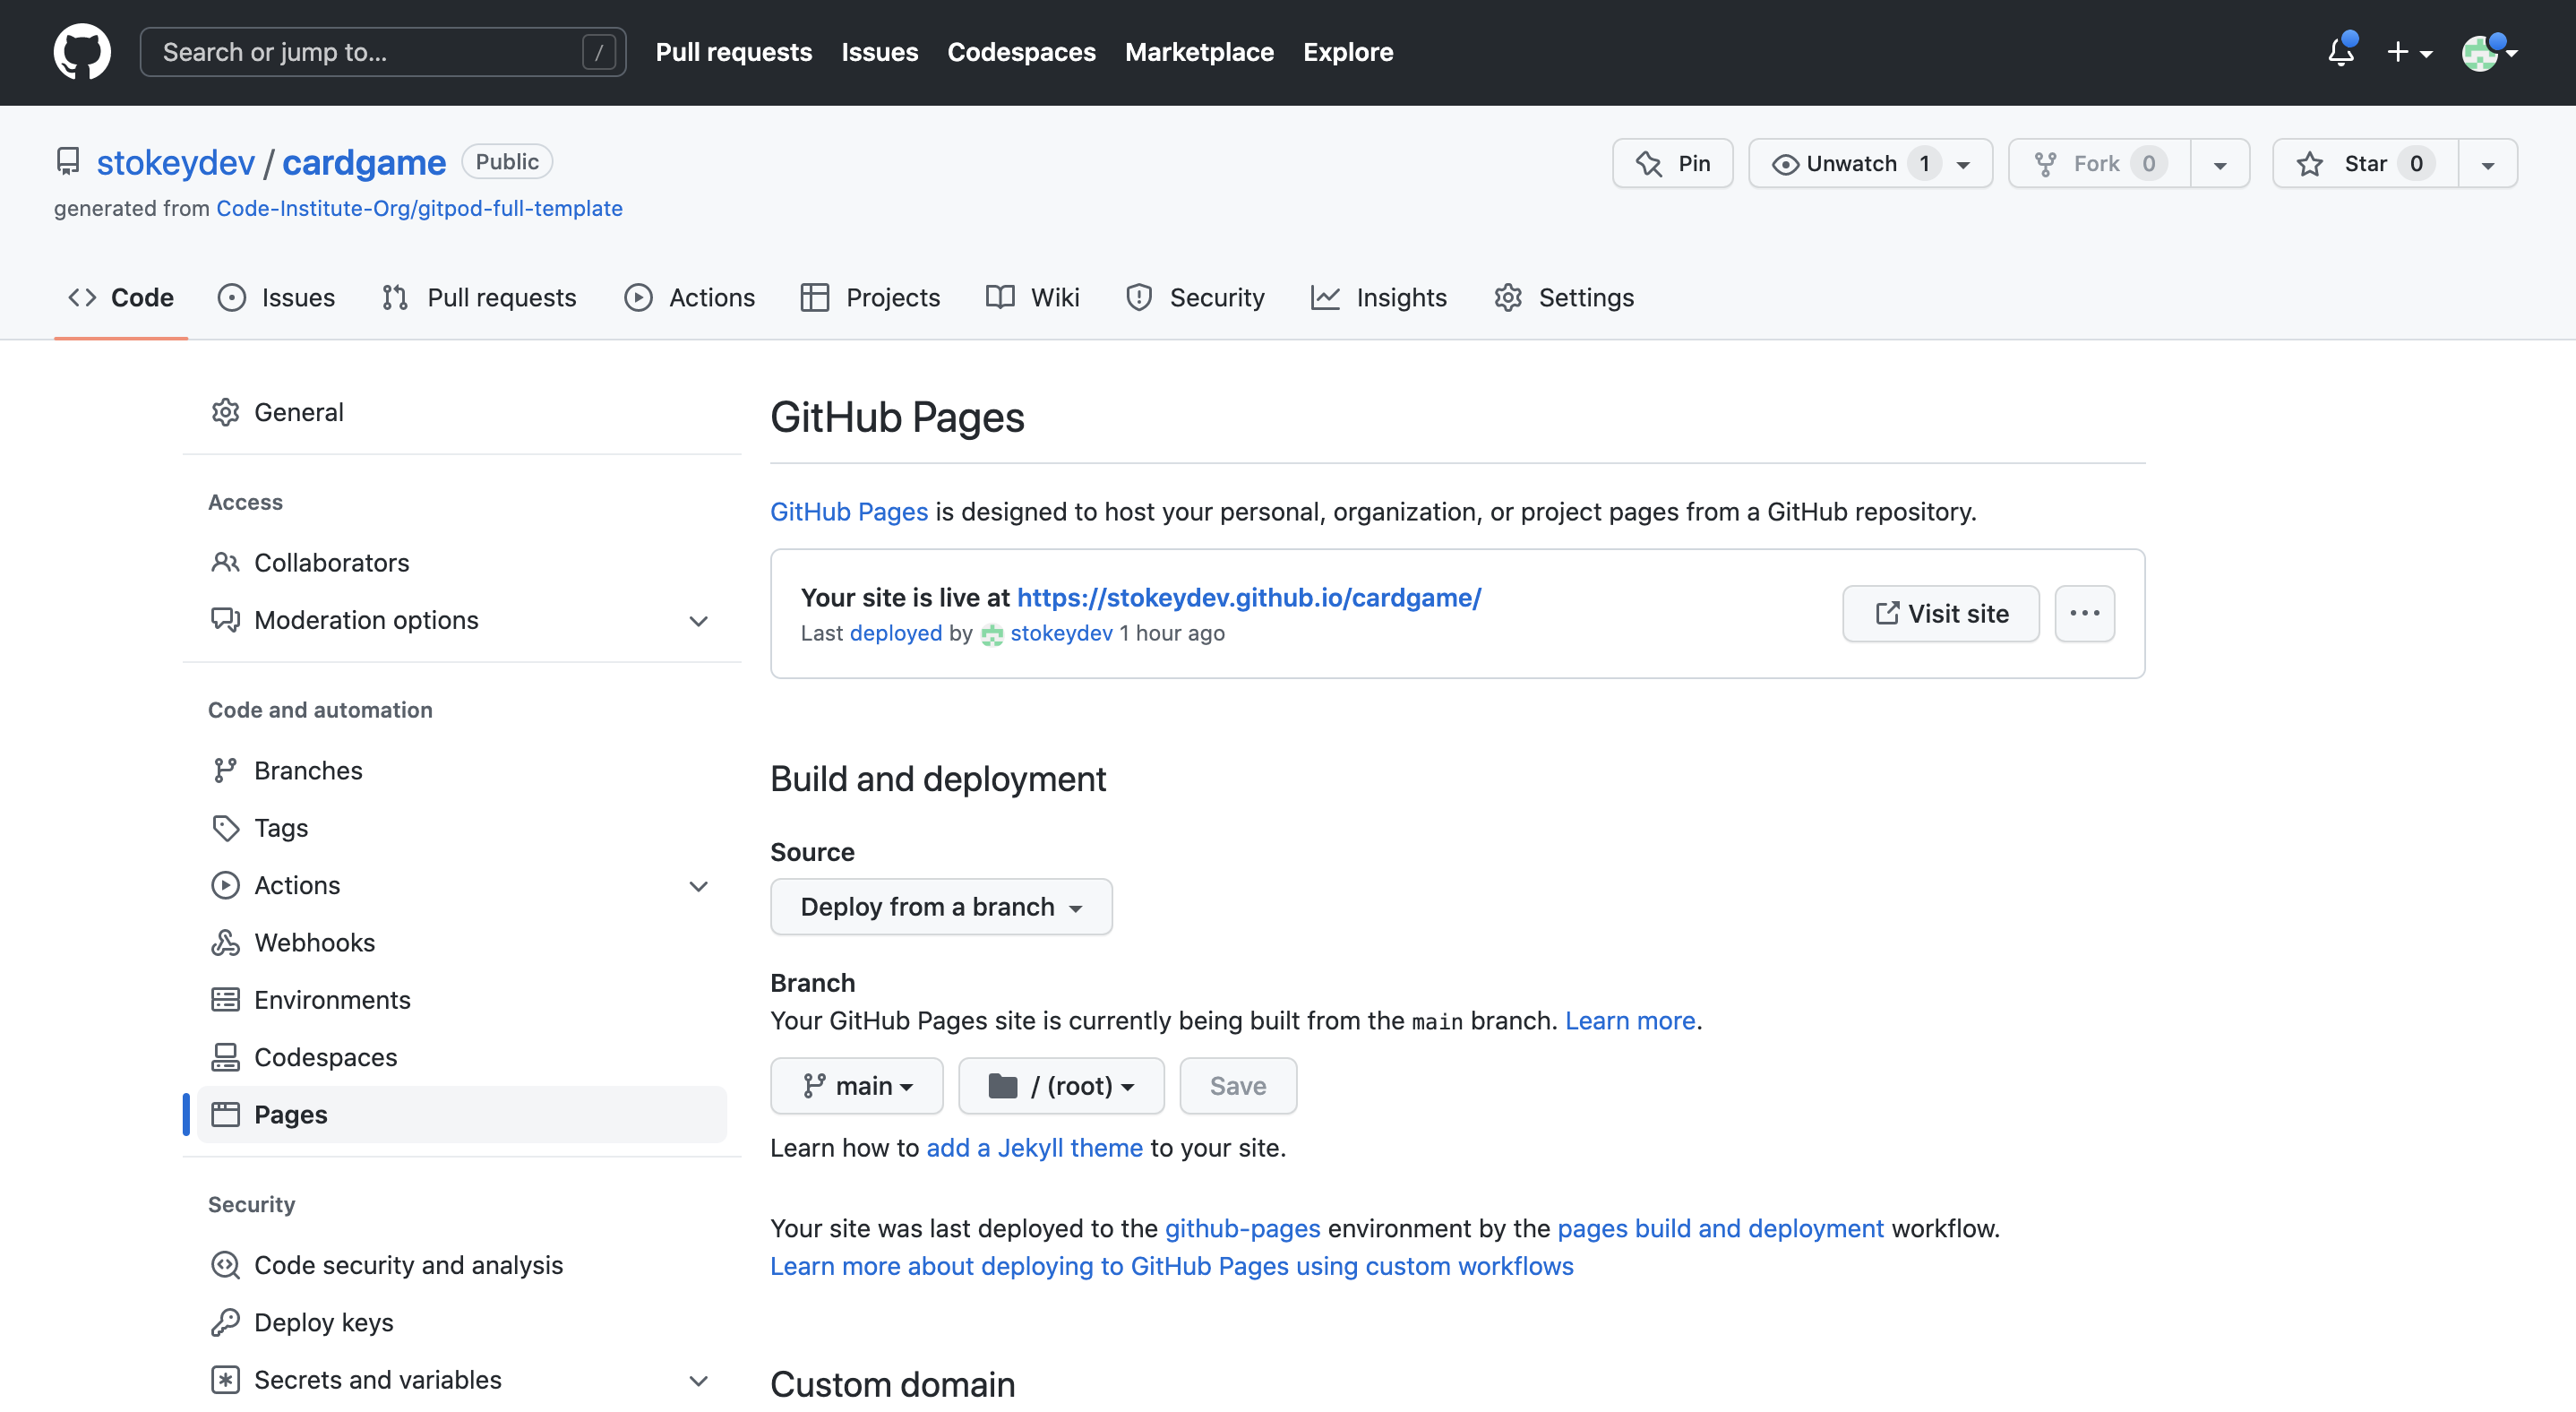 Search or jump to... /
Pull requests Issues Codespaces Marketplace Explore
stokeydev / cardgame Public
Pin Unwatch 1 Fork 0 Star 0
generated from Code-Institute-Org/gitpod-full-template
Code Issues Pull requests Actions Projects Wiki Security Insights Settings
General
Access
Collaborators
Moderation options
Code and automation
Branches
Tags
Actions
Webhooks
Environments
Codespaces
Pages
Security
Code security and analysis
Deploy keys
Secrets and variables
GitHub Pages
GitHub Pages is designed to host your personal, organization, or project pages from a GitHub repository.
Your site is live at https://stokeydev.github.io/cardgame/
Last deployed by stokeydev 1 hour ago
Visit site
Build and deployment
Source
Deploy from a branch
Branch
Your GitHub Pages site is currently being built from the main branch. Learn more.
main / (root) Save
Learn how to add a Jekyll theme to your site.
Your site was last deployed to the github-pages environment by the pages build and deployment workflow.
Learn more about deploying to GitHub Pages using custom workflows
Custom domain